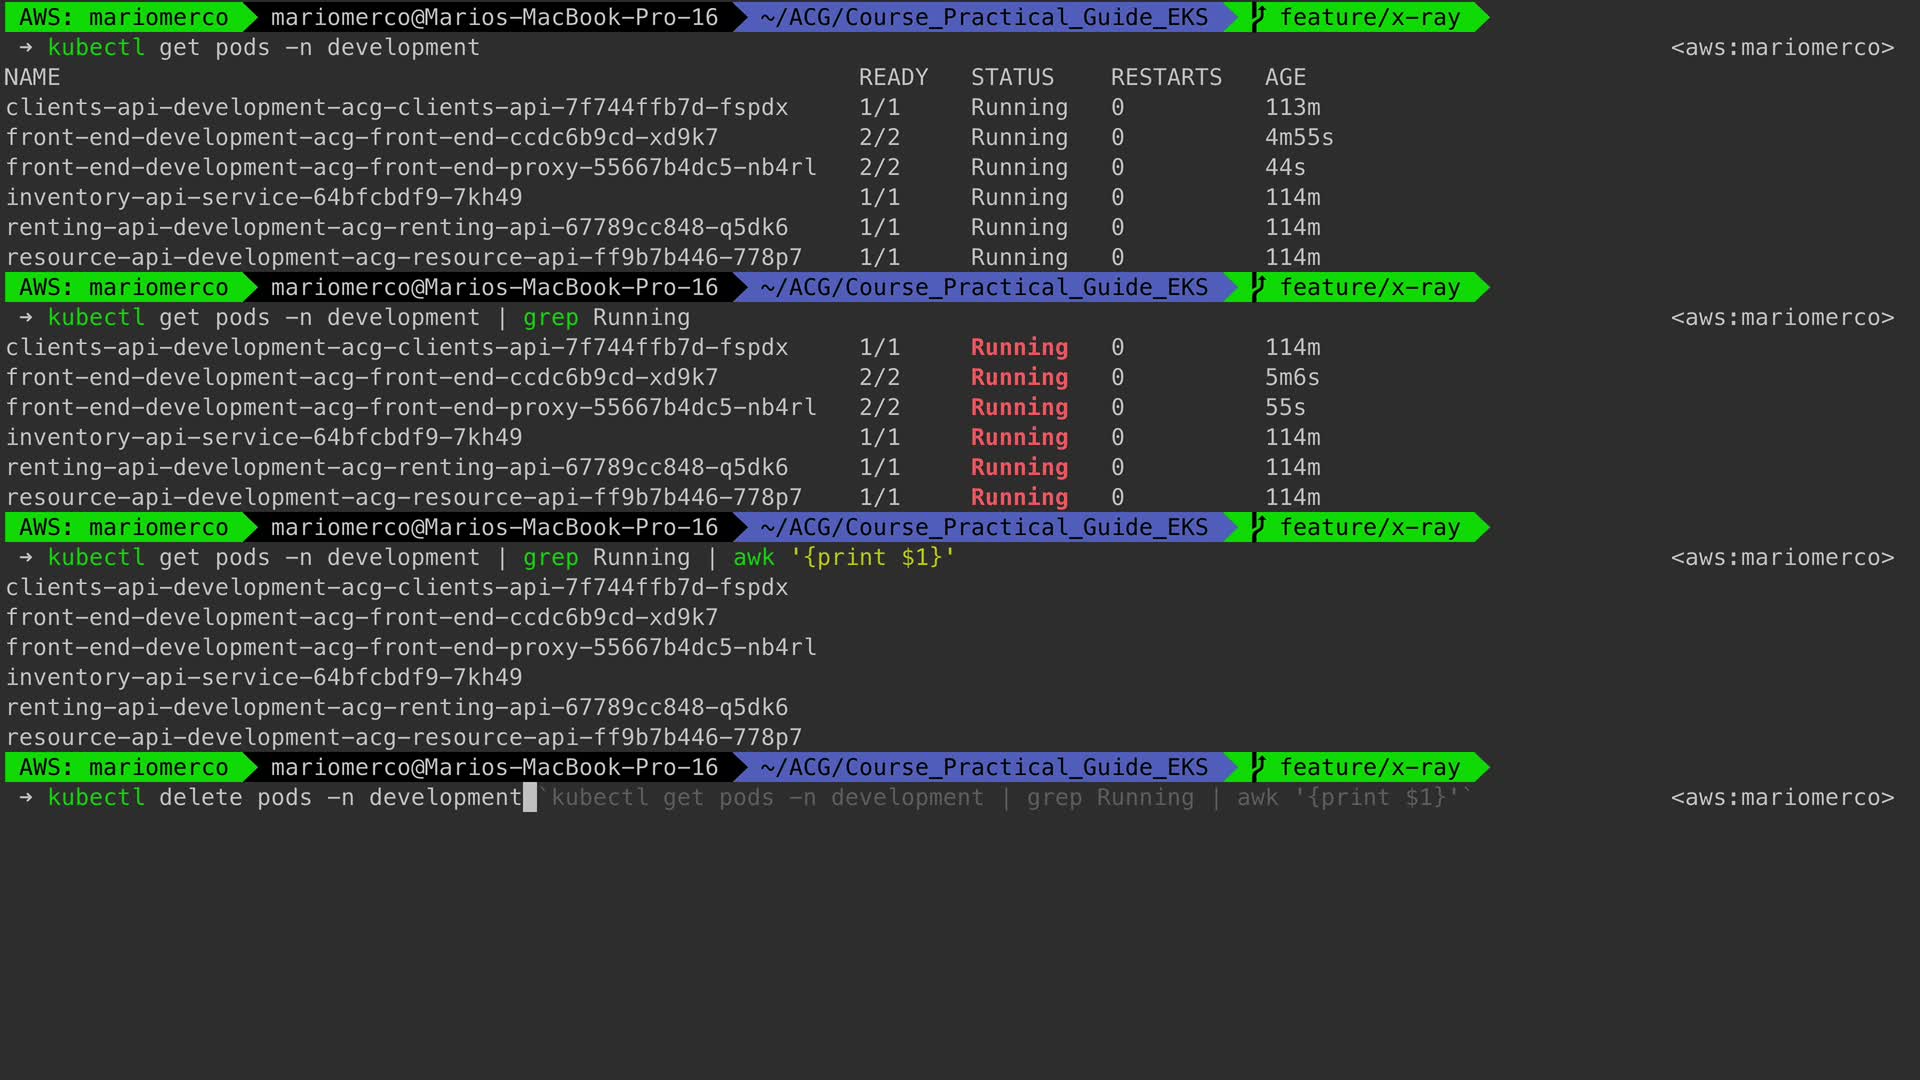 AWS: mariomerco mariomerco@Marios-MacBook-Pro-16 ~/ACG/Course_Practical_Guide_EKS feature/x-ray
→ kubectl get pods -n development <aws:mariomerco>
NAME READY STATUS RESTARTS AGE
clients-api-development-acg-clients-api-7f744ffb7d-fspdx 1/1 Running 0 113m
front-end-development-acg-front-end-ccdc6b9cd-xd9k7 2/2 Running 0 4m55s
front-end-development-acg-front-end-proxy-55667b4dc5-nb4rl 2/2 Running 0 44s
inventory-api-service-64bfcbdf9-7kh49 1/1 Running 0 114m
renting-api-development-acg-renting-api-67789cc848-q5dk6 1/1 Running 0 114m
resource-api-development-acg-resource-api-ff9b7b446-778p7 1/1 Running 0 114m
AWS: mariomerco mariomerco@Marios-MacBook-Pro-16 ~/ACG/Course_Practical_Guide_EKS feature/x-ray
→ kubectl get pods -n development | grep Running <aws:mariomerco>
clients-api-development-acg-clients-api-7f744ffb7d-fspdx 1/1 Running 0 114m
front-end-development-acg-front-end-ccdc6b9cd-xd9k7 2/2 Running 0 5m6s
front-end-development-acg-front-end-proxy-55667b4dc5-nb4rl 2/2 Running 0 55s
inventory-api-service-64bfcbdf9-7kh49 1/1 Running 0 114m
renting-api-development-acg-renting-api-67789cc848-q5dk6 1/1 Running 0 114m
resource-api-development-acg-resource-api-ff9b7b446-778p7 1/1 Running 0 114m
AWS: mariomerco mariomerco@Marios-MacBook-Pro-16 ~/ACG/Course_Practical_Guide_EKS feature/x-ray
→ kubectl get pods -n development | grep Running | awk '{print $1}' <aws:mariomerco>
clients-api-development-acg-clients-api-7f744ffb7d-fspdx
front-end-development-acg-front-end-ccdc6b9cd-xd9k7
front-end-development-acg-front-end-proxy-55667b4dc5-nb4rl
inventory-api-service-64bfcbdf9-7kh49
renting-api-development-acg-renting-api-67789cc848-q5dk6
resource-api-development-acg-resource-api-ff9b7b446-778p7
AWS: mariomerco mariomerco@Marios-MacBook-Pro-16 ~/ACG/Course_Practical_Guide_EKS feature/x-ray
→ kubectl delete pods -n development `kubectl get pods -n development | grep Running | awk '{print $1}'` <aws:mariomerco>